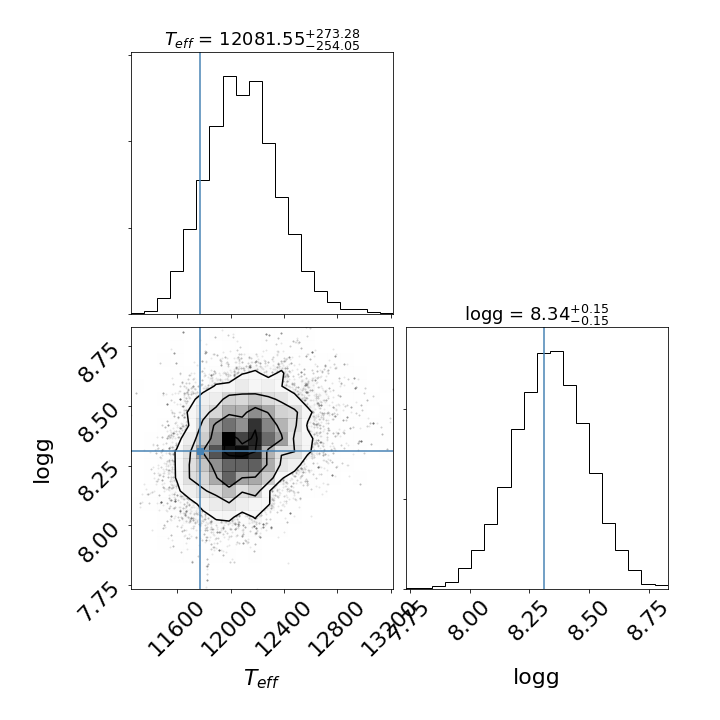 T_eff = 12081.55^{+273.28}_{-254.05}
logg = 8.34^{+0.15}_{-0.15}
logg
8.75
8.50
8.25
8.00
7.75
11600 12000 12400 12800 13200
T_eff
7.75 8.00 8.25 8.50 8.75
logg